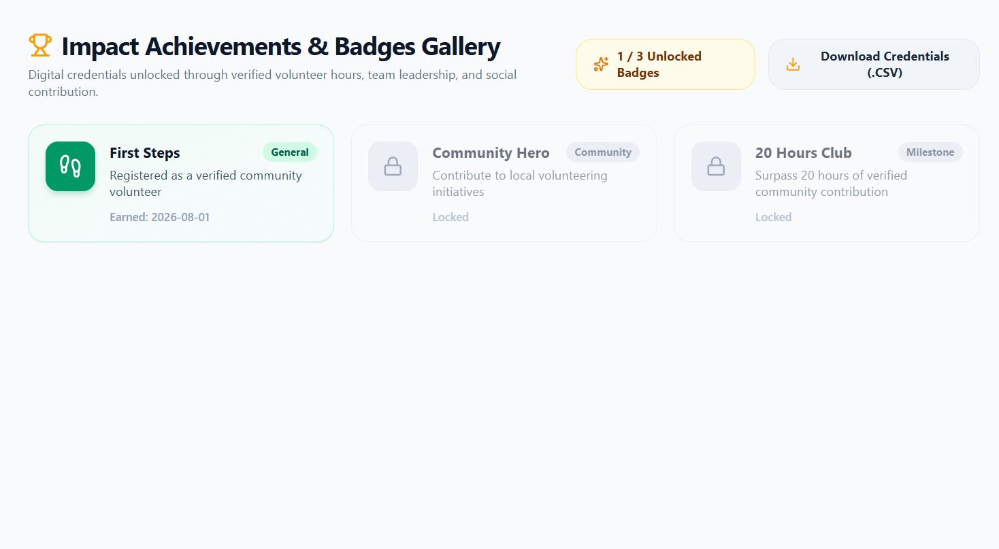 Impact Achievements & Badges Gallery
Digital credentials unlocked through verified volunteer hours, team leadership, and social
contribution.
1 / 3 Unlocked
Badges
Download Credentials
(.CSV)
First Steps
General
Registered as a verified community
volunteer
Earned: 2026-08-01
Community Hero
Community
Contribute to local volunteering
initiatives
Locked
20 Hours Club
Milestone
Surpass 20 hours of verified
community contribution
Locked